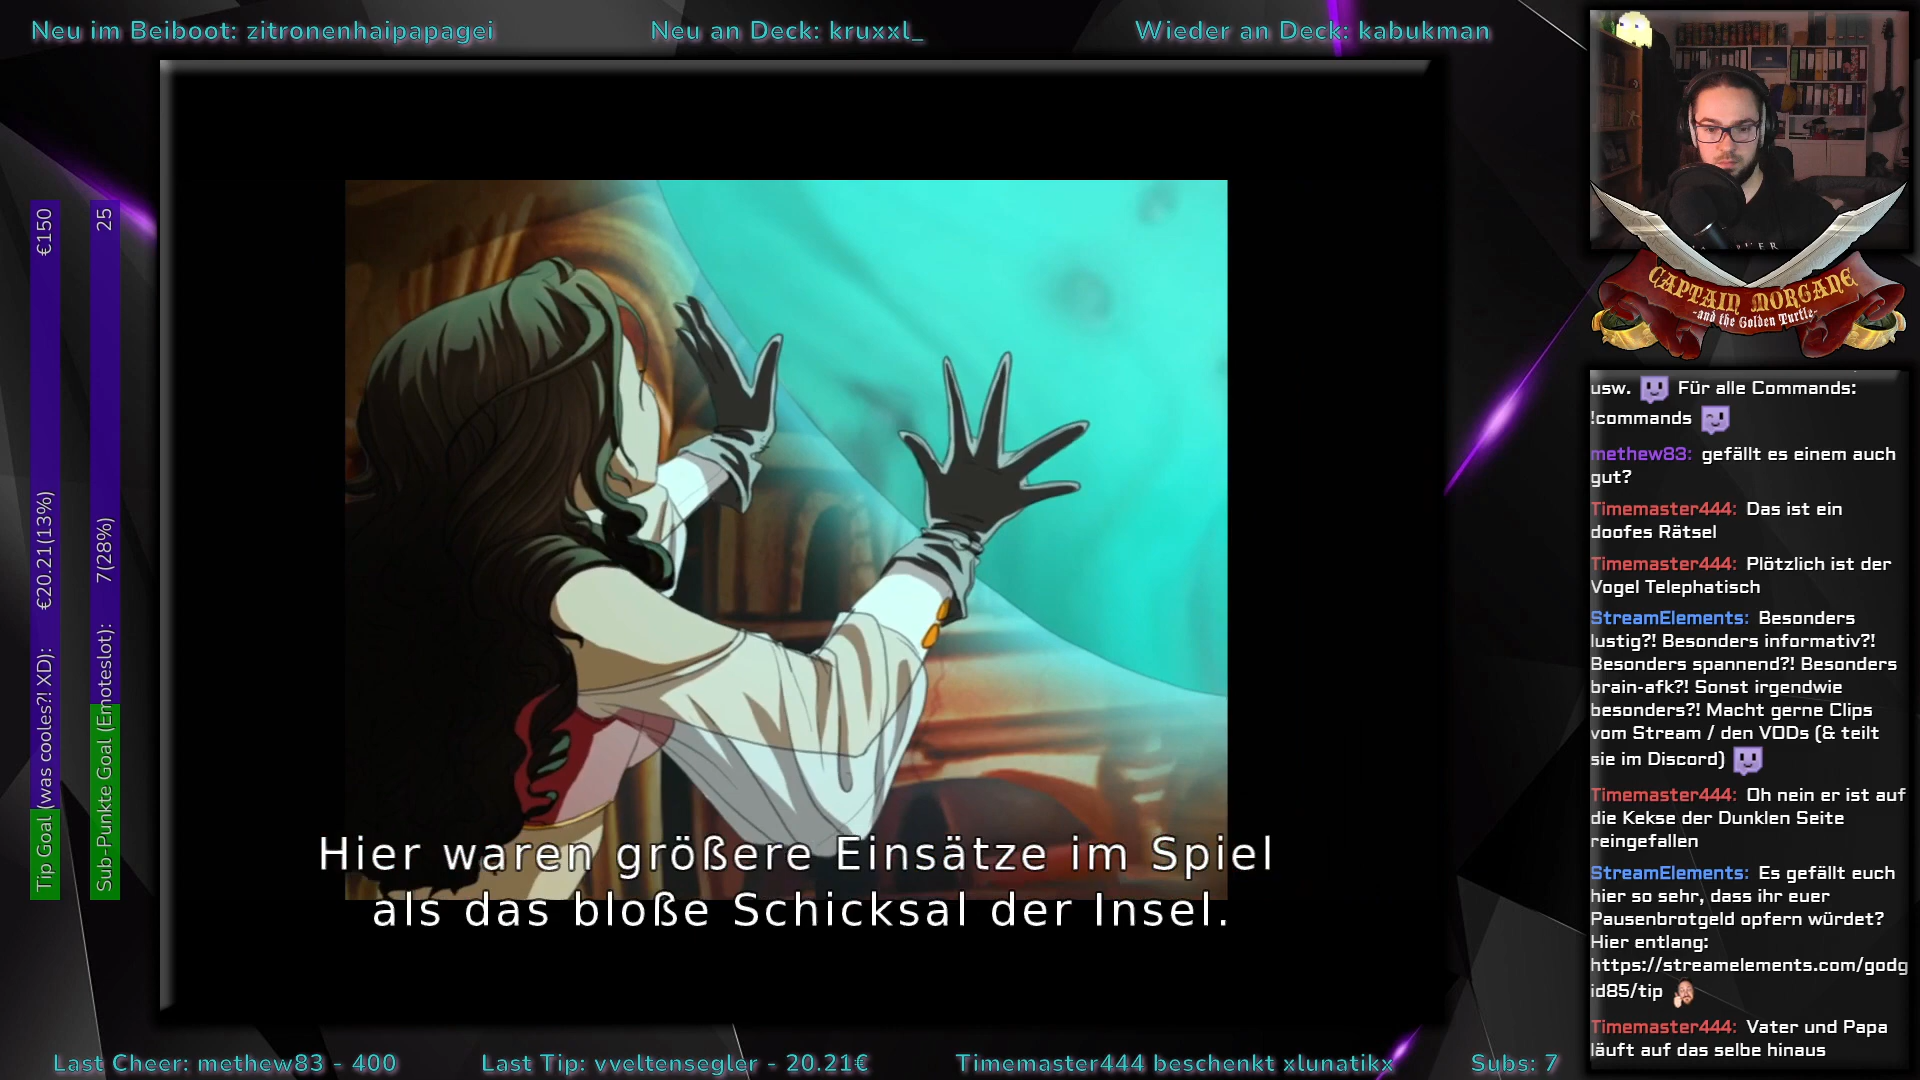 Neu im Beiboot: zitronenhaipapagei
Neu an Deck: kruxxl_
Wieder an Deck: kabukman
Tip Goal (was cooles?! XD): €20.21(13%) €150
Sub-Punkte Goal (Emoteslot): 7(28%) 25
Hier waren größere Einsätze im Spiel
als das bloße Schicksal der Insel.
CAPTAIN MORGANE
-and the Golden Turtle-
usw. Für alle Commands:
!commands
methew83: gefällt es einem auch
gut?
Timemaster444: Das ist ein
doofes Rätsel
Timemaster444: Plötzlich ist der
Vogel Telephatisch
StreamElements: Besonders
lustig?! Besonders informativ?!
Besonders spannend?! Besonders
brain-afk?! Sonst irgendwie
besonders?! Macht gerne Clips
vom Stream / den VODs (& teilt
sie im Discord)
Timemaster444: Oh nein er ist auf
die Kekse der Dunklen Seite
reingefallen
StreamElements: Es gefällt euch
hier so sehr, dass ihr euer
Pausenbrotgeld opfern würdet?
Hier entlang:
https://streamelements.com/godg
id85/tip
Timemaster444: Vater und Papa
läuft auf das selbe hinaus
Last Cheer: methew83 - 400
Last Tip: vveltensegler - 20.21€
Timemaster444 beschenkt xlunatikx
Subs: 7